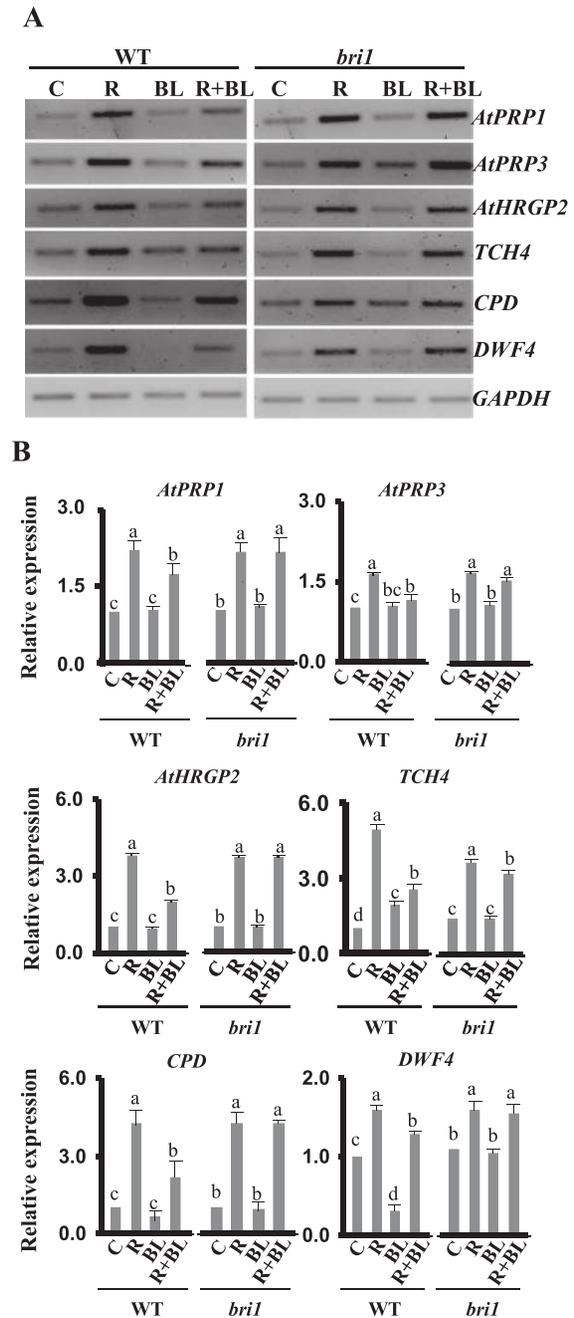 A
WT bri1
C R BL R+BL C R BL R+BL
AtPRP1
AtPRP3
AtHRGP2
TCH4
CPD
DWF4
GAPDH
B
AtPRP1 AtPRP3
Relative expression
3.0 1.5 0.0
c a c b b a b a
C R BL R+BL C R BL R+BL
WT bri1
3.0 1.5 0.0
c a bc b b a b a
C R BL R+BL C R BL R+BL
WT bri1
AtHRGP2 TCH4
Relative expression
6.0 3.0 0.0
c a c b b a b a
C R BL R+BL C R BL R+BL
WT bri1
6.0 3.0 0.0
d a c b c a c b
C R BL R+BL C R BL R+BL
WT bri1
CPD DWF4
Relative expression
6.0 3.0 0.0
c a c b b a b a
C R BL R+BL C R BL R+BL
WT bri1
2.0 1.0 0.0
c a d b b a b a
C R BL R+BL C R BL R+BL
WT bri1